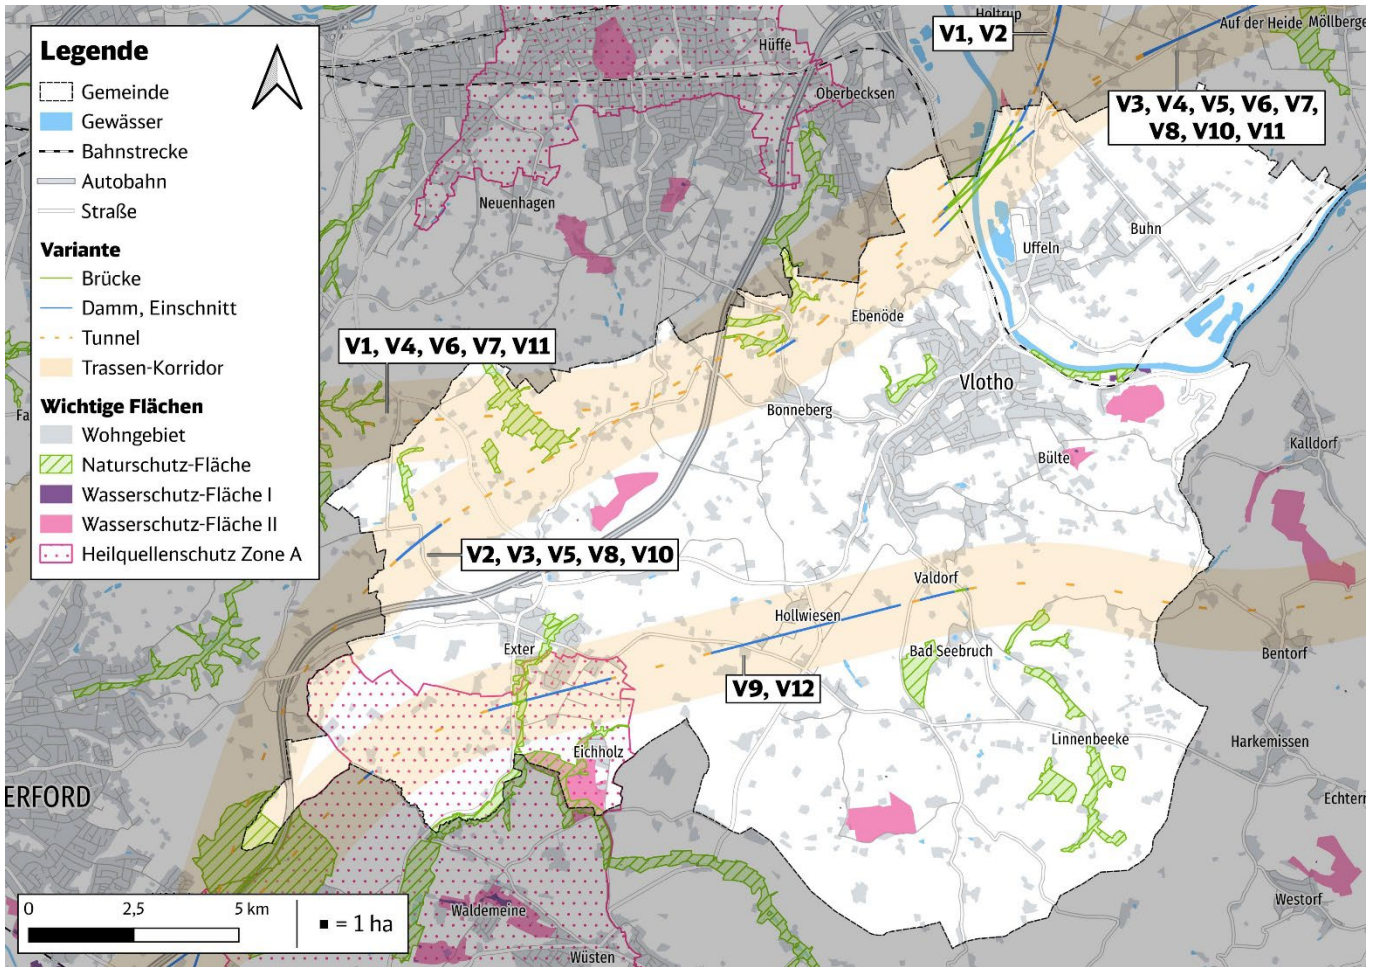 Legende
Gemeinde
Gewässer
Bahnstrecke
Autobahn
Straße
Variante
Brücke
Damm, Einschnitt
Tunnel
Trassen-Korridor
Wichtige Flächen
Wohngebiet
Naturschutz-Fläche
Wasserschutz-Fläche I
Wasserschutz-Fläche II
Heilquellenschutz Zone A
Holtrup
V1, V2
Auf der Heide
Möllberge
Hüffe
Oberbecksen
V3, V4, V5, V6, V7,
V8, V10, V11
Neuenhagen
Buhn
Uffeln
Ebenöde
V1, V4, V6, V7, V11
Vlotho
Bonneberg
Fa
Kalldorf
Bülte
V2, V3, V5, V8, V10
Valdorf
Hollwiesen
Exter
Bad Seebruch
Bentorf
V9, V12
Linnenbeeke
Harkemissen
Eichholz
ERFORD
Echtern
Westorf
Waldemeine
Wüsten
0 2,5 5 km
= 1 ha